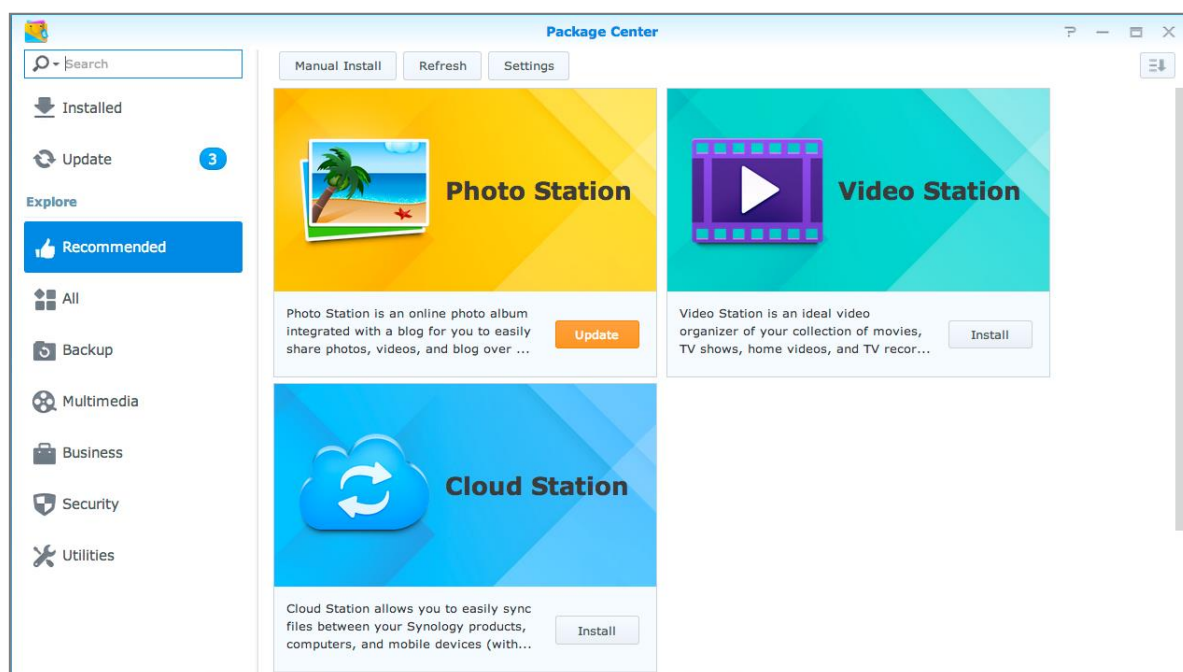 Package Center
Search
Manual Install Refresh Settings
Installed
Update 3
Explore
Recommended
All
Backup
Multimedia
Business
Security
Utilities
Photo Station
Photo Station is an online photo album
integrated with a blog for you to easily
share photos, videos, and blog over ...
Update
Video Station
Video Station is an ideal video
organizer of your collection of movies,
TV shows, home videos, and TV recor...
Install
Cloud Station
Cloud Station allows you to easily sync
files between your Synology products,
computers, and mobile devices (with...
Install